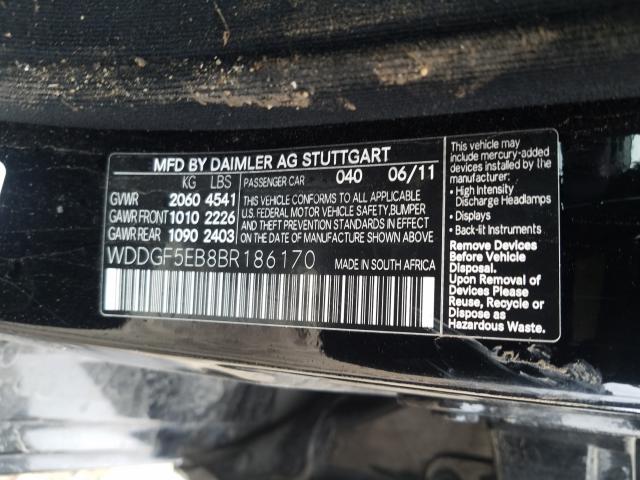 MFD BY DAIMLER AG STUTTGART
KG LBS
GVWR 2060 4541
GAWR FRONT 1010 2226
GAWR REAR 1090 2403
PASSENGER CAR 040 06/11
THIS VEHICLE CONFORMS TO ALL APPLICABLE
U.S. FEDERAL MOTOR VEHICLE SAFETY, BUMPER
AND THEFT PREVENTION STANDARDS IN EFFECT
ON THE DATE OF MANUFACTURE SHOWN ABOVE.
WDDGF5EB8BR186170 MADE IN SOUTH AFRICA
This vehicle may
include mercury-added
devices installed by the
manufacturer:
• High Intensity
Discharge Headlamps
• Displays
• Back-lit Instruments
Remove Devices
Before Vehicle
Disposal.
Upon Removal of
Devices Please
Reuse, Recycle or
Dispose as
Hazardous Waste.